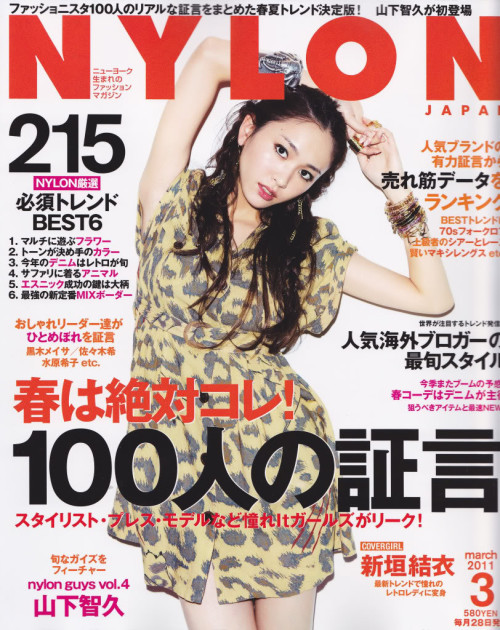 ファッショニスタ100人のリアルな証言をまとめた春夏トレンド決定版! 山下智久が初登場
NYLON
JAPAN
ニューヨーク
生まれの
ファッション
マガジン
215
NYLON厳選
必須トレンド
BEST6
1. マルチに遊ぶフラワー
2. トーンが決め手のカラー
3. 今年のデニムはレトロが旬
4. サファリに着るアニマル
5. エスニック成功の鍵は大柄
6. 最強の新定番MIXボーダー
おしゃれリーダー達が
ひとめぼれを証言
黒木メイサ/佐々木希
水原希子 etc.
人気ブランドの
有力証言から
売れ筋データを
ランキング
BESTトレンド
70sフォークロ
上級者のシアーとレー
賢いマキシレングス etc
世界が注目するトレンド発信
人気海外ブロガーの
最旬スタイル
今季またブームの予感
春コーデはデニムが主役
狙うべきアイテムと最速NEW
春は絶対コレ!
100人の証言
スタイリスト・プレス・モデルなど憧れItガールズがリーク!
旬なガイズを
フィーチャー
nylon guys vol.4
山下智久
COVERGIRL
新垣結衣
最新トレンドで憧れの
レトロレディに変身
march
2011
3
580YEN
毎月28日発